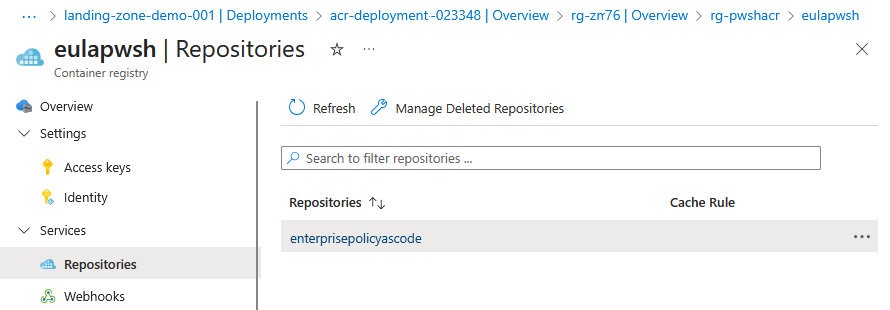 ··· > landing-zone-demo-001 | Deployments > acr-deployment-023348 | Overview > rg-zm76 | Overview > rg-pwshacr > eulapwsh
eulapwsh | Repositories
Container registry
Overview
Settings
Access keys
Identity
Services
Repositories
Webhooks
Refresh
Manage Deleted Repositories
Search to filter repositories ...
Repositories ↑↓ Cache Rule
enterprisepolicyascode